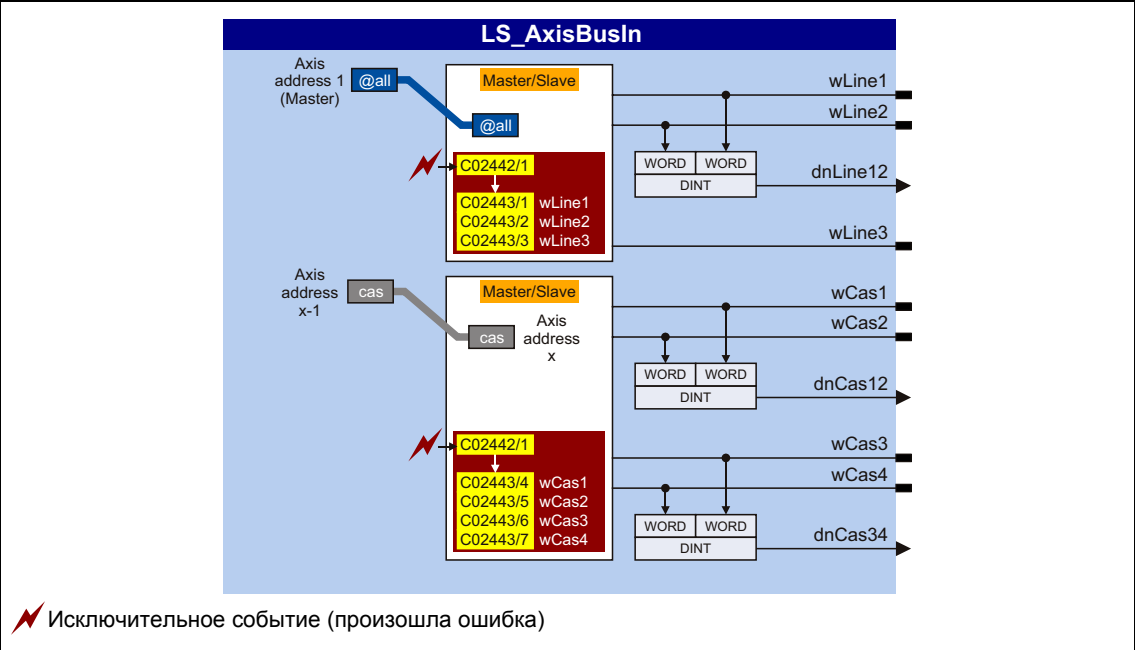 LS_AxisBusIn
Axis
address 1
(Master)
@all
Master/Slave
@all
C02442/1
C02443/1 wLine1
C02443/2 wLine2
C02443/3 wLine3
wLine1
wLine2
WORD WORD
DINT
dnLine12
wLine3
Axis
address
x-1
cas
Master/Slave
cas
Axis
address
x
C02442/1
C02443/4 wCas1
C02443/5 wCas2
C02443/6 wCas3
C02443/7 wCas4
wCas1
wCas2
WORD WORD
DINT
dnCas12
wCas3
wCas4
WORD WORD
DINT
dnCas34
Исключительное событие (произошла ошибка)